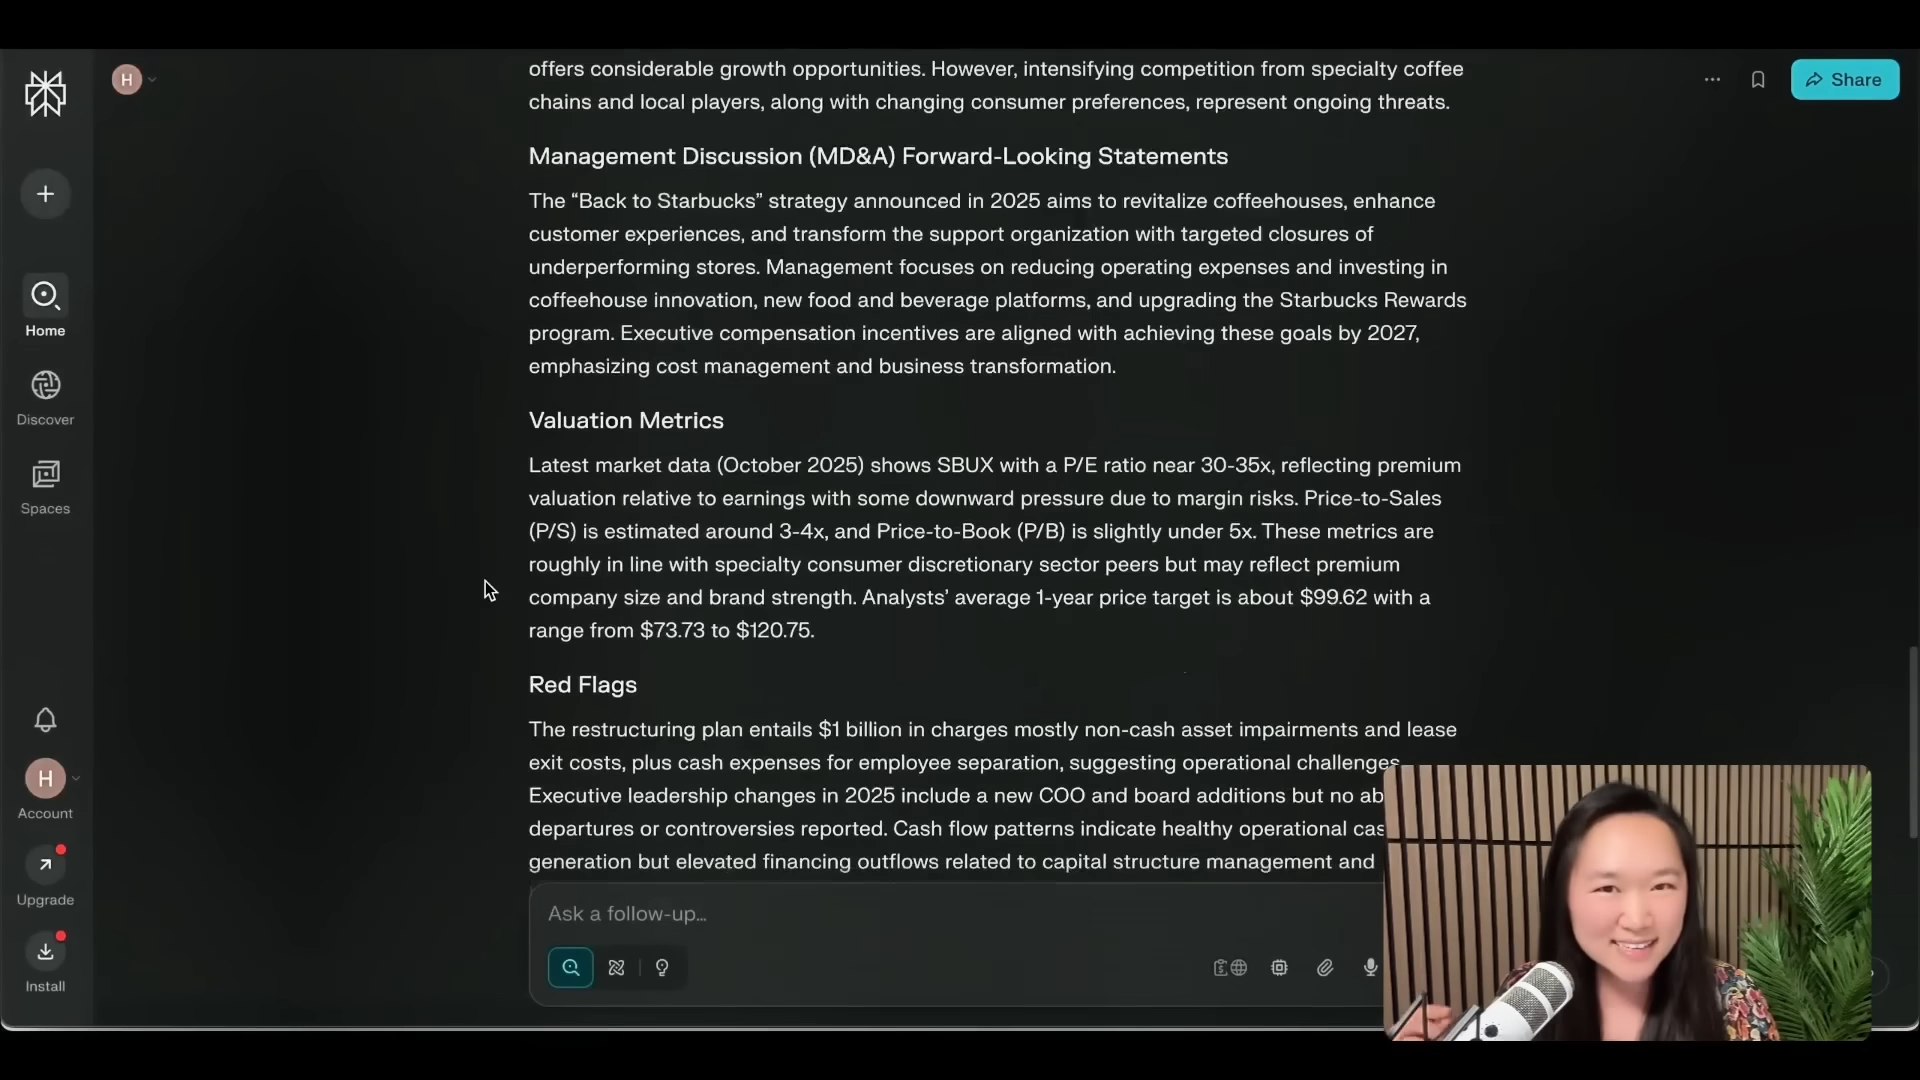 H
Share
offers considerable growth opportunities. However, intensifying competition from specialty coffee
chains and local players, along with changing consumer preferences, represent ongoing threats.
Management Discussion (MD&A) Forward-Looking Statements
The “Back to Starbucks” strategy announced in 2025 aims to revitalize coffeehouses, enhance
customer experiences, and transform the support organization with targeted closures of
underperforming stores. Management focuses on reducing operating expenses and investing in
coffeehouse innovation, new food and beverage platforms, and upgrading the Starbucks Rewards
program. Executive compensation incentives are aligned with achieving these goals by 2027,
emphasizing cost management and business transformation.
Valuation Metrics
Latest market data (October 2025) shows SBUX with a P/E ratio near 30-35x, reflecting premium
valuation relative to earnings with some downward pressure due to margin risks. Price-to-Sales
(P/S) is estimated around 3-4x, and Price-to-Book (P/B) is slightly under 5x. These metrics are
roughly in line with specialty consumer discretionary sector peers but may reflect premium
company size and brand strength. Analysts’ average 1-year price target is about $99.62 with a
range from $73.73 to $120.75.
Red Flags
The restructuring plan entails $1 billion in charges mostly non-cash asset impairments and lease
exit costs, plus cash expenses for employee separation, suggesting operational challenges.
Executive leadership changes in 2025 include a new COO and board additions but no ab
departures or controversies reported. Cash flow patterns indicate healthy operational cas
generation but elevated financing outflows related to capital structure management and
Ask a follow-up…
Home
Discover
Spaces
H
Account
Upgrade
Install